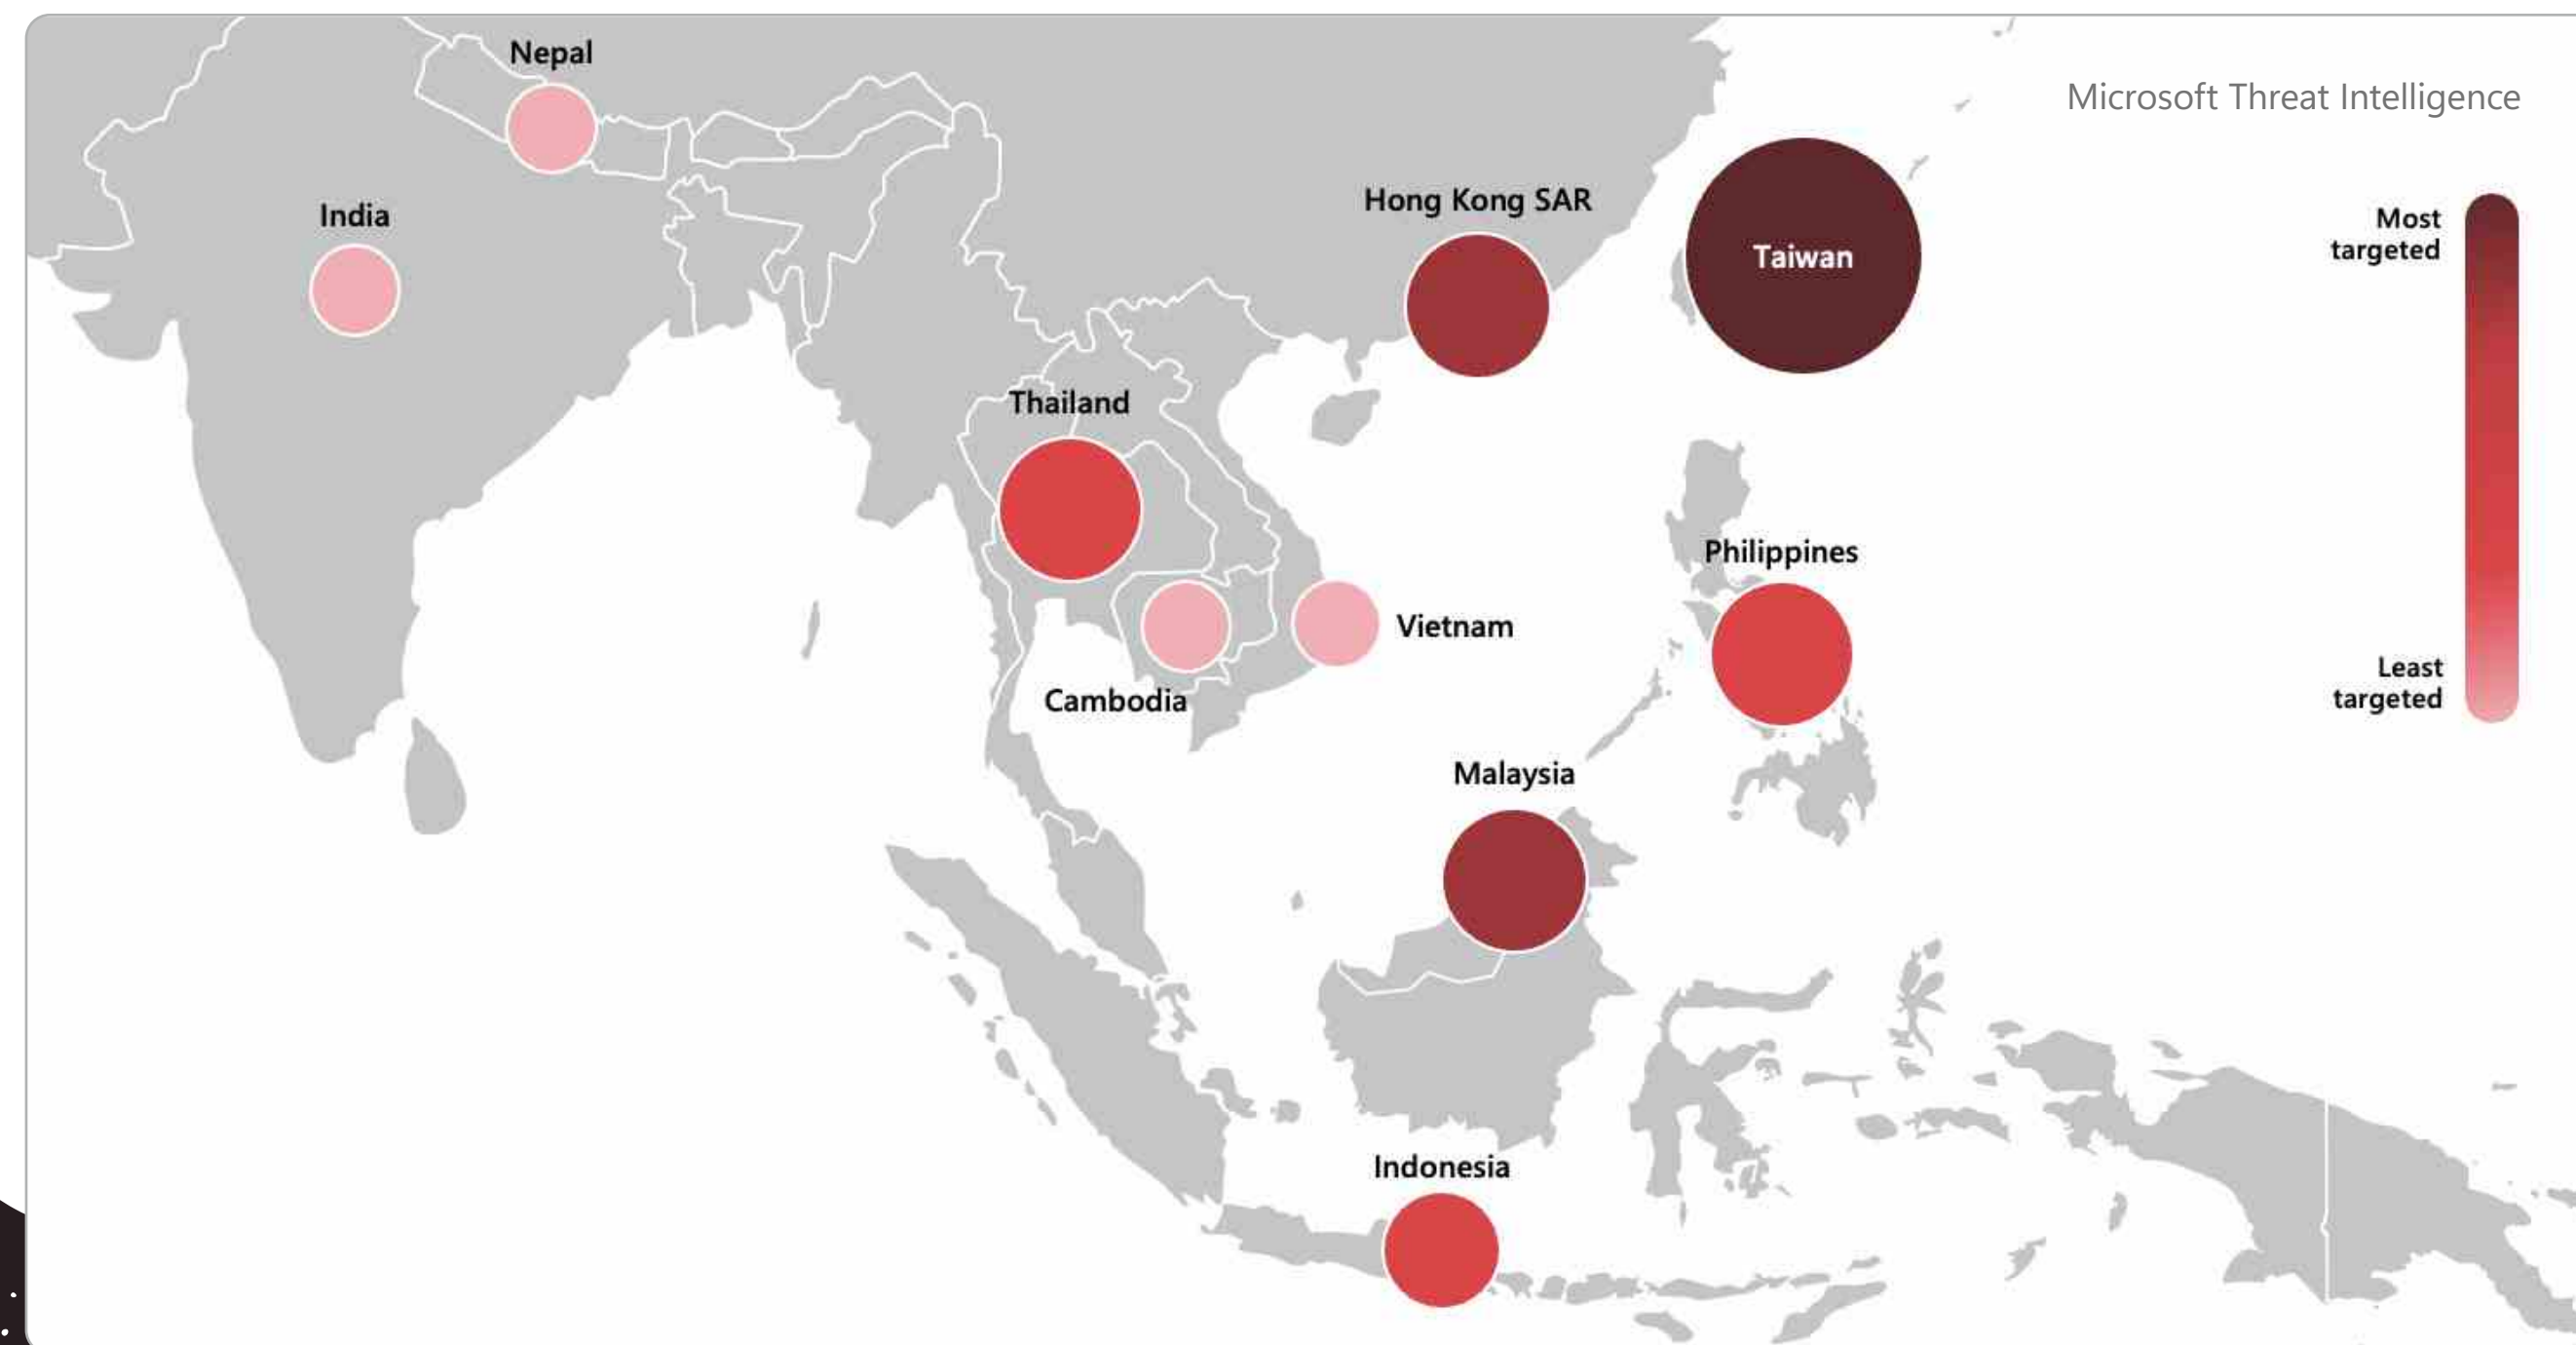 Nepal
Microsoft Threat Intelligence
India
Hong Kong SAR
Taiwan
Most
targeted
Thailand
Philippines
Vietnam
Cambodia
Least
targeted
Malaysia
Indonesia